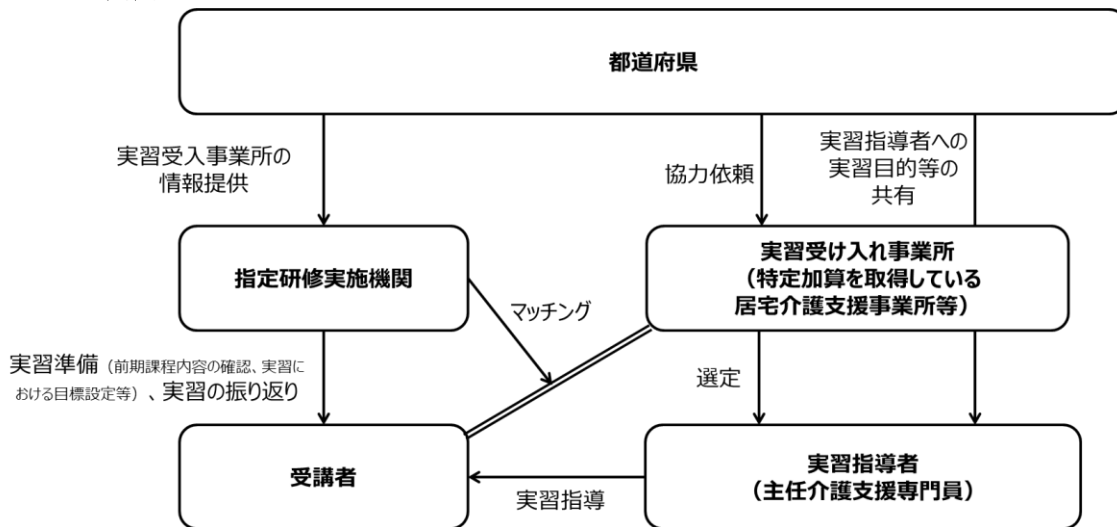 都道府県
実習受入事業所の
情報提供
協力依頼
実習指導者への
実習目的等の
共有
指定研修実施機関
実習受け入れ事業所
（特定加算を取得している
居宅介護支援事業所等）
マッチング
実習準備（前期課程内容の確認、実習に
おける目標設定等）、実習の振り返り
選定
受講者
実習指導
実習指導者
（主任介護支援専門員）